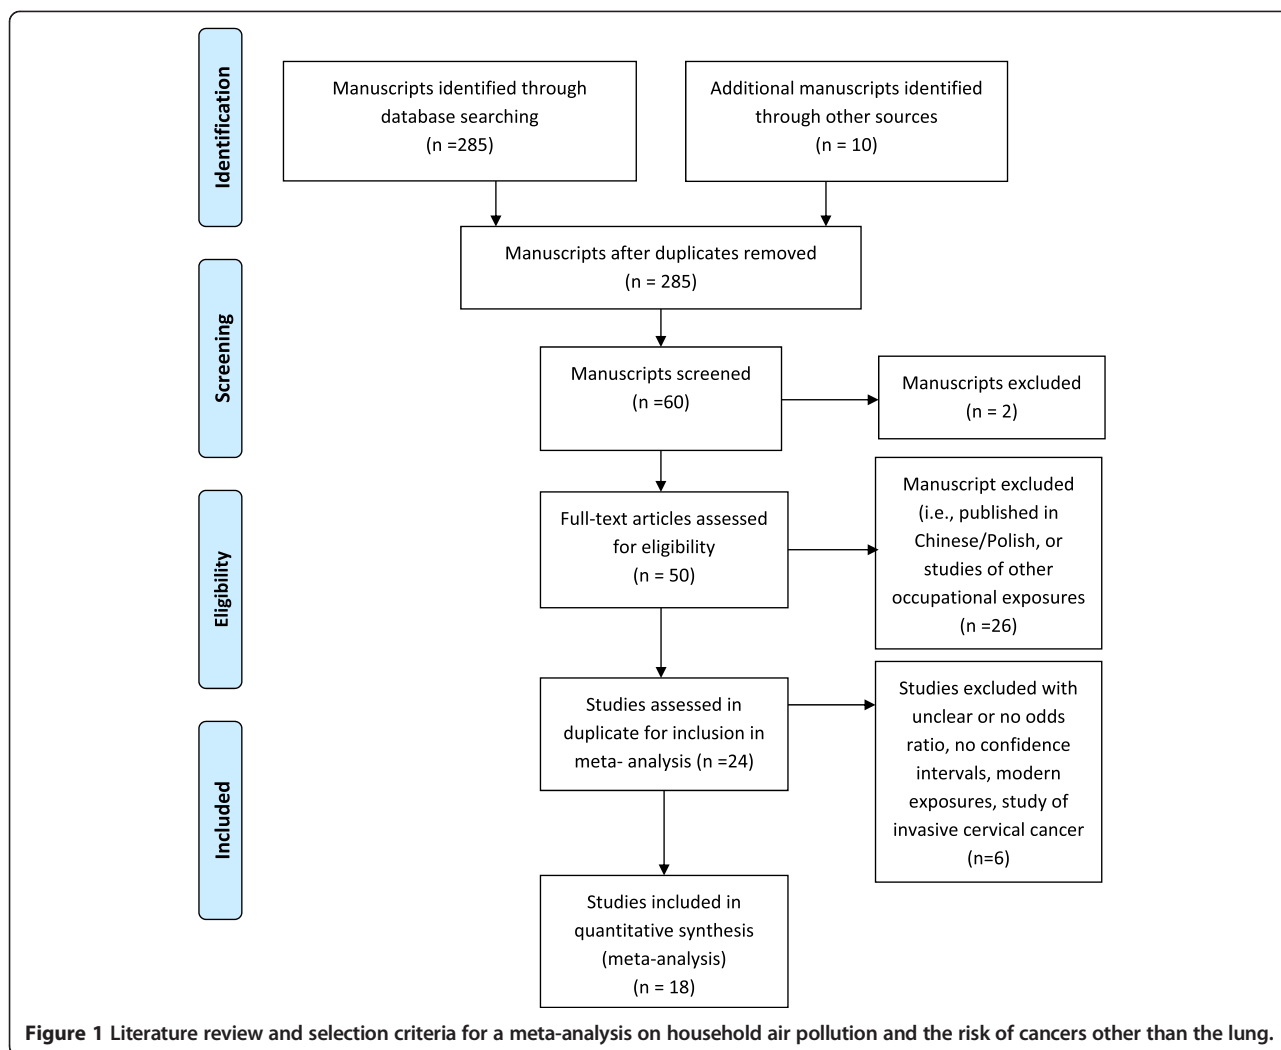 Identification
Manuscripts identified through
database searching
(n =285)
Additional manuscripts identified
through other sources
(n = 10)
Manuscripts after duplicates removed
(n = 285)
Screening
Manuscripts screened
(n =60)
Manuscripts excluded
(n = 2)
Eligibility
Full-text articles assessed
for eligibility
(n = 50)
Manuscript excluded
(i.e., published in
Chinese/Polish, or
studies of other
occupational exposures
(n =26)
Included
Studies assessed in
duplicate for inclusion in
meta- analysis (n =24)
Studies excluded with
unclear or no odds
ratio, no confidence
intervals, modern
exposures, study of
invasive cervical cancer
(n=6)
Studies included in
quantitative synthesis
(meta-analysis)
(n = 18)
Figure 1 Literature review and selection criteria for a meta-analysis on household air pollution and the risk of cancers other than the lung.